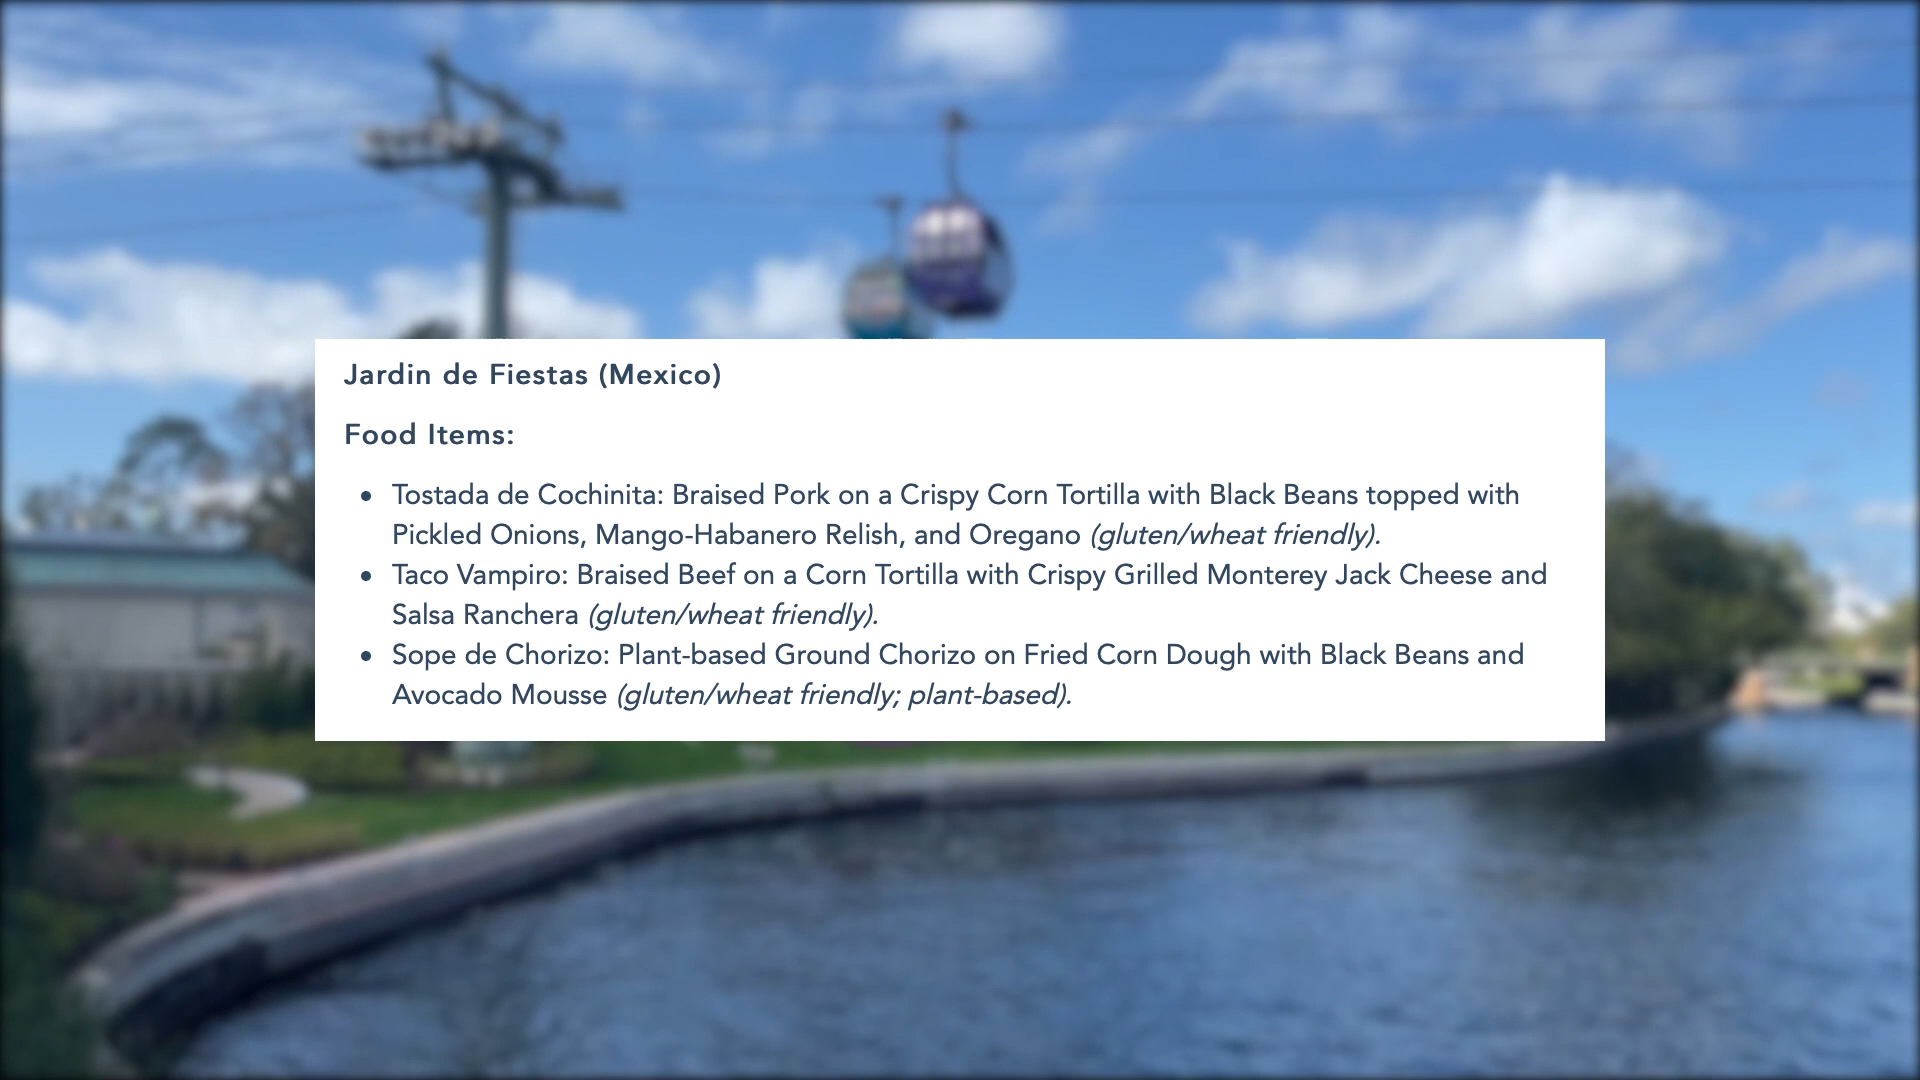 Jardin de Fiestas (Mexico)
Food Items:
• Tostada de Cochinita: Braised Pork on a Crispy Corn Tortilla with Black Beans topped with
Pickled Onions, Mango-Habanero Relish, and Oregano (gluten/wheat friendly).
• Taco Vampiro: Braised Beef on a Corn Tortilla with Crispy Grilled Monterey Jack Cheese and
Salsa Ranchera (gluten/wheat friendly).
• Sope de Chorizo: Plant-based Ground Chorizo on Fried Corn Dough with Black Beans and
Avocado Mousse (gluten/wheat friendly; plant-based).